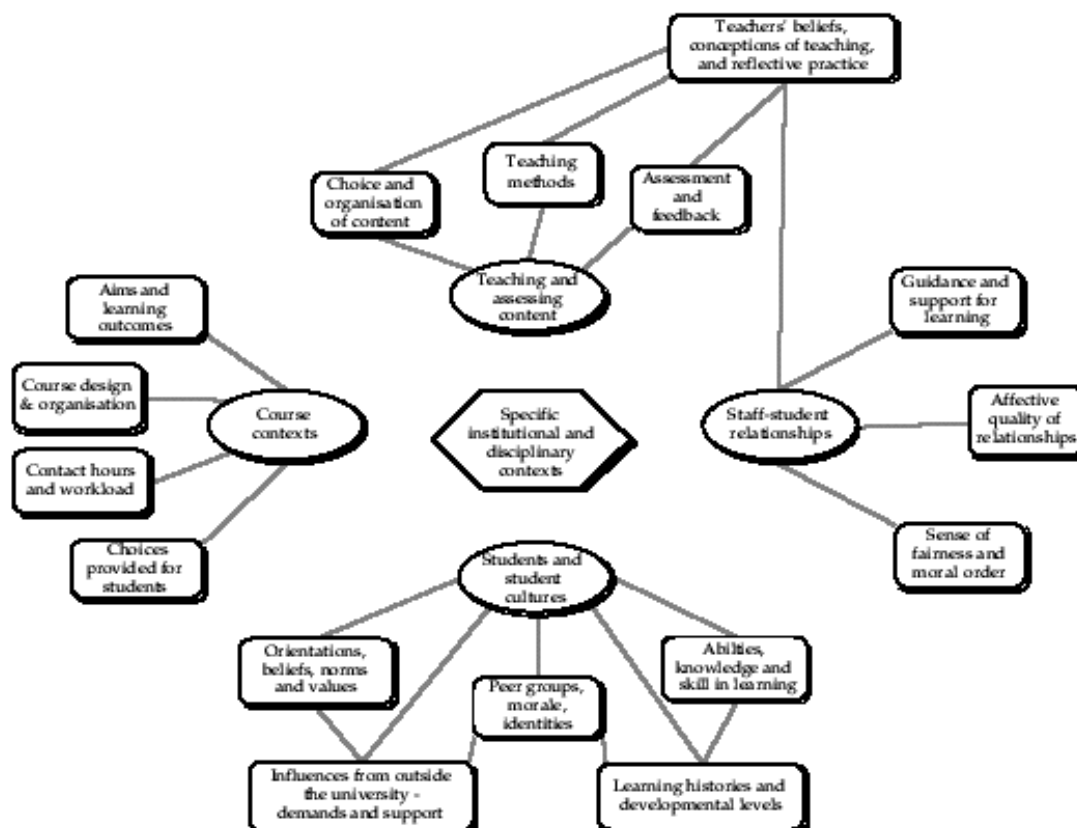 Teachers' beliefs,
conceptions of teaching,
and reflective practice
Teaching
methods
Choice and
organisation
of content
Assessment
and
feedback
Teaching and
assessing
content
Aims and
learning
outcomes
Guidance and
support for
learning
Course design
& organisation
Course
contexts
Specific
institutional and
disciplinary
contexts
Staff-student
relationships
Affective
quality of
relationships
Contact hours
and workload
Choices
provided for
students
Sense of
fairness and
moral order
Students and
student
cultures
Orientations,
beliefs, norms
and values
Peer groups,
morale,
identities
Abilties,
knowledge and
skill in learning
Influences from outside
the university -
demands and support
Learning histories and
developmental levels